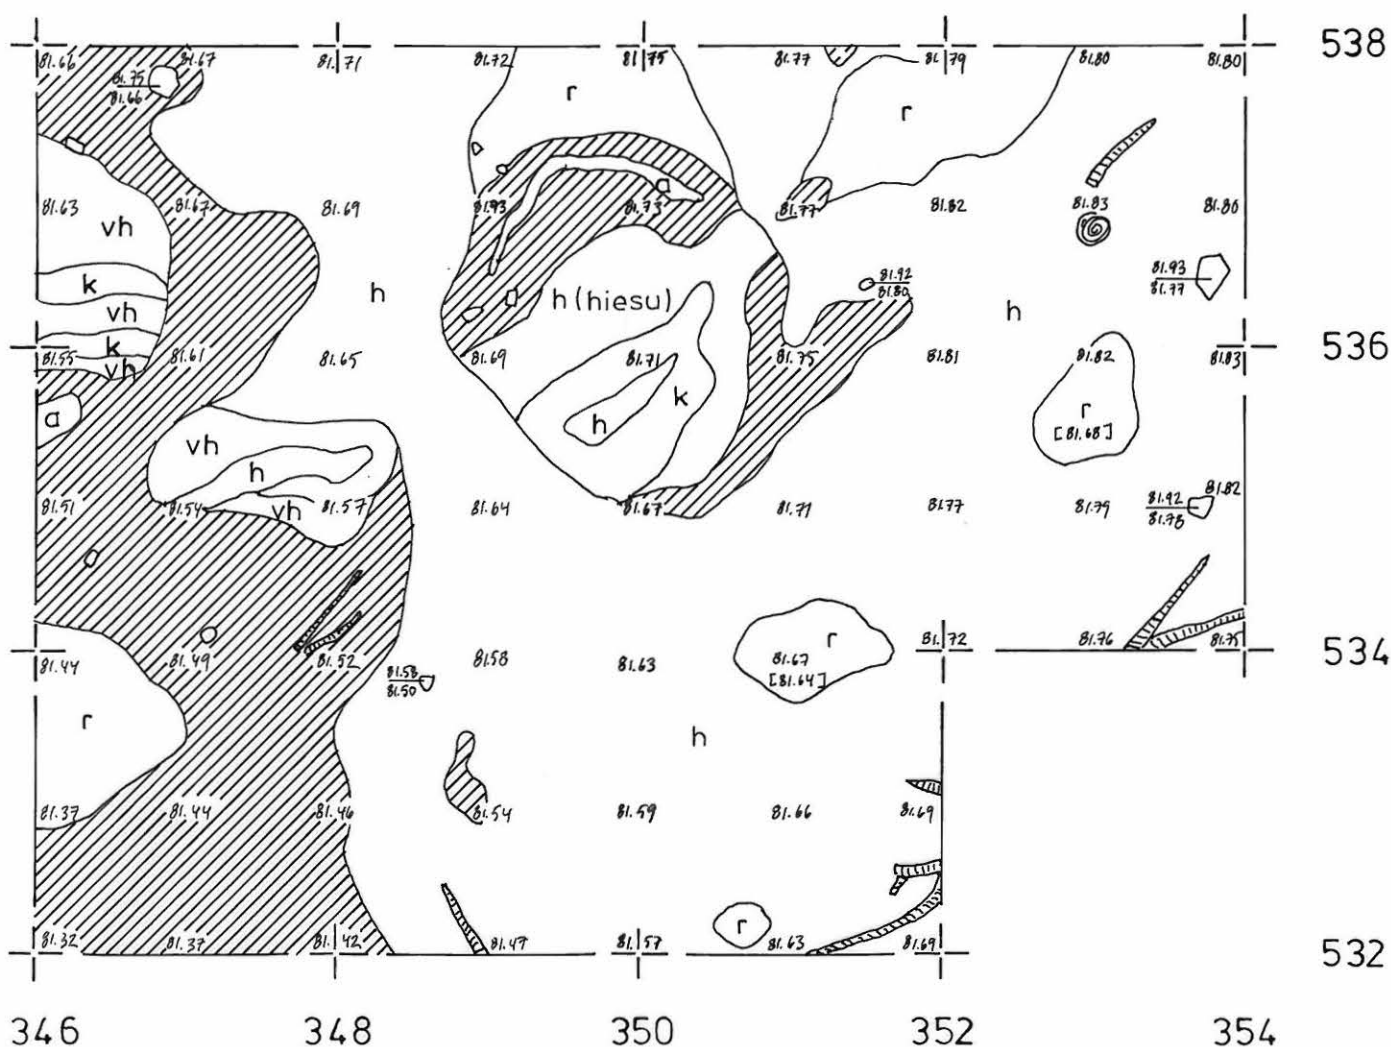 81.66 81.67 81.71 81.72 81.75 81.77 81.79 81.80 81.80 538
81.75
81.66
r r
a
81.63 81.67 81.69 81.93 81.73 81.77 81.82 81.83 81.80
vh
k h h (hiesu) 81.92
81.80 81.93
81.77
vh h
k
81.55 81.61 81.65 81.69 81.71 81.75 81.81 81.82 81.83 536
vh
a h k r
[81.68]
vh
h
81.51 81.54 81.57 81.64 81.67 81.71 81.77 81.79 81.92
81.78 81.82
vh
81.44 81.49 81.52 81.58 81.63 81.67 81.72 81.76 81.75 534
r
[81.64]
81.58
81.50
r h
81.37 81.44 81.46 81.54 81.59 81.66 81.69
r
81.32 81.37 81.42 81.47 81.57 81.63 81.69 532
346 348 350 352 354